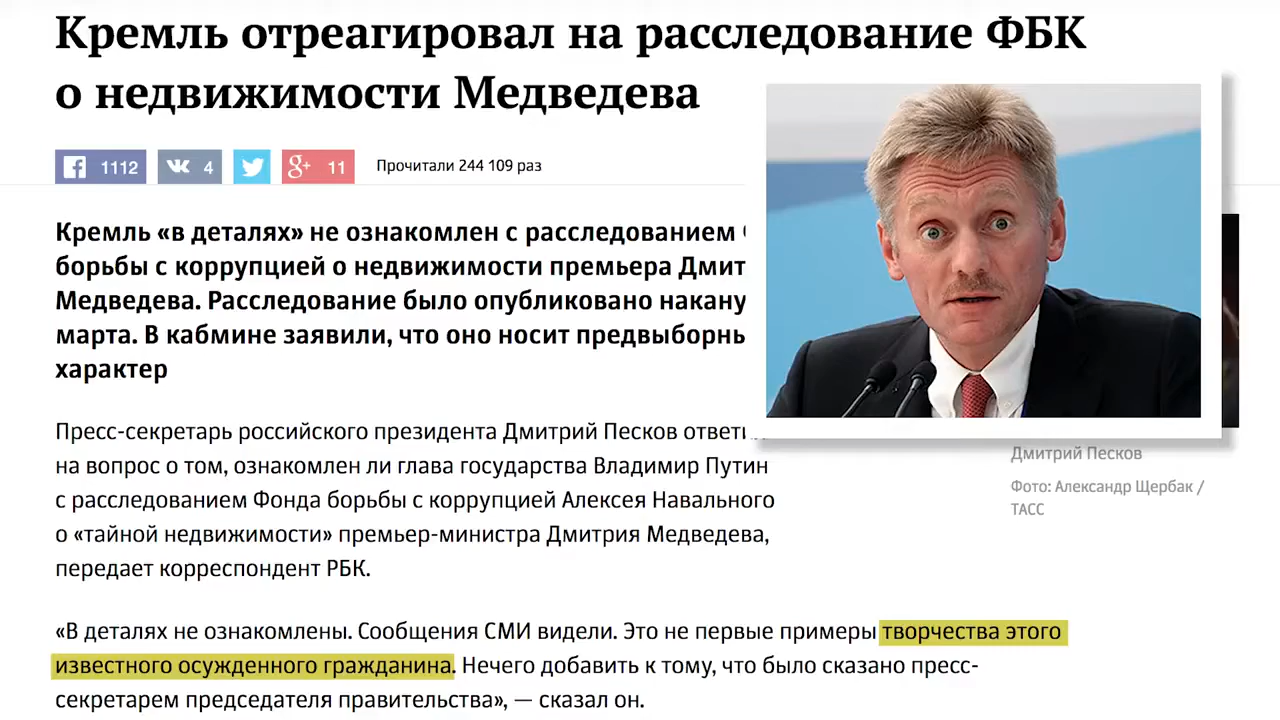 Кремль отреагировал на расследование ФБК
о недвижимости Медведева
1112 4 g+ 11 Прочитали 244 109 раз
Кремль «в деталях» не ознакомлен с расследованием
борьбы с коррупцией о недвижимости премьера
Медведева. Расследование было опубликовано
марта. В кабмине заявили, что оно носит
характер
Пресс-секретарь российского президента Дмитрий Песков
на вопрос о том, ознакомлен ли глава государства Владимир Путин
с расследованием Фонда борьбы с коррупцией Алексея Навального
о «тайной недвижимости» премьер-министра Дмитрия Медведева,
передает корреспондент РБК.
Дмитрий Песков
Фото: Александр Щербак /
ТАСС
«В деталях не ознакомлены. Сообщения СМИ видели. Это не первые примеры творчества этого
известного осужденного гражданина. Нечего добавить к тому, что было сказано пресс-
секретарем председателя правительства», — сказал он.